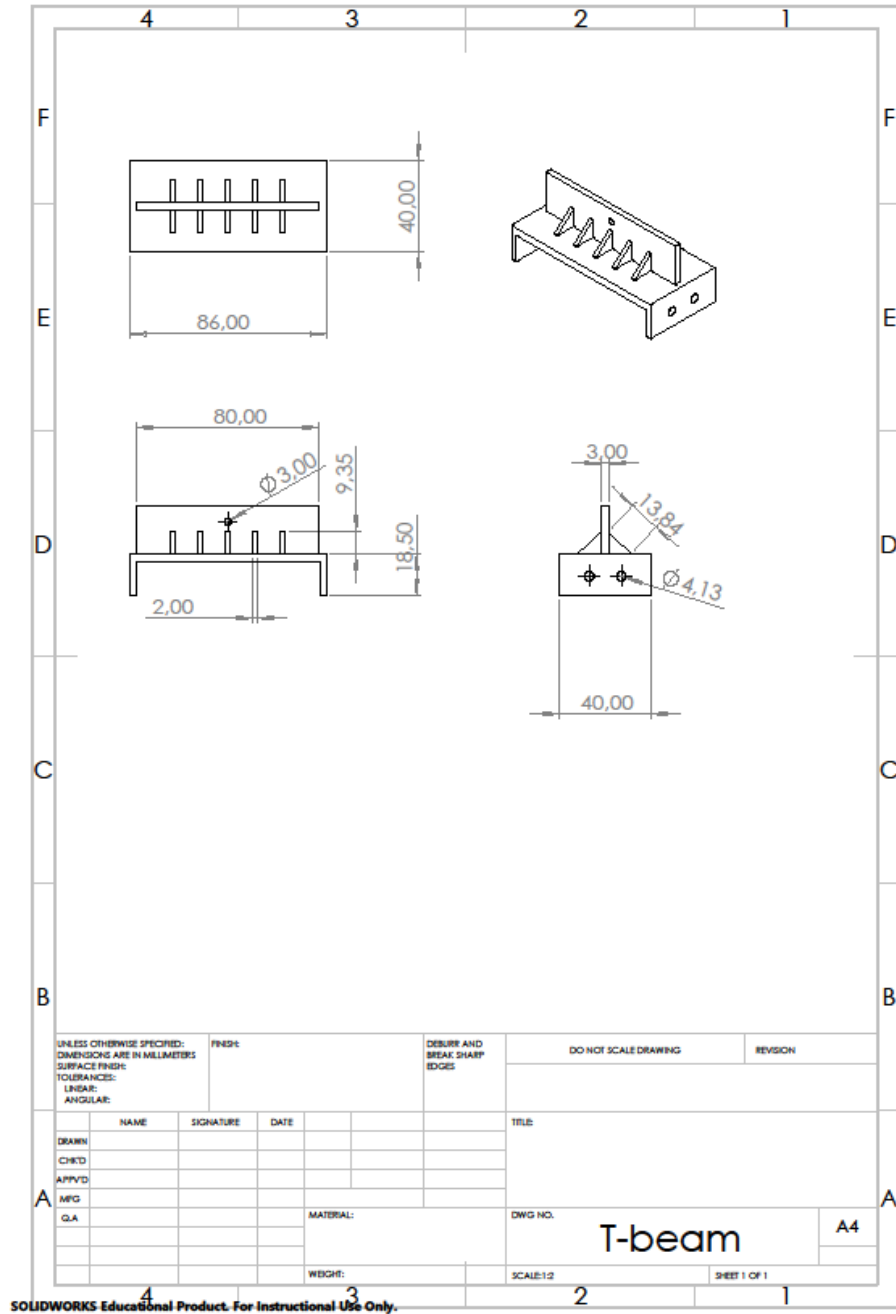 4 3 2 1
F F
40,00
E E
86,00
80,00
Ø 3,00
9,35
3,00
13,84
D D
18,50
2,00
Ø 4,13
40,00
C C
B B
UNLESS OTHERWISE SPECIFIED:
DIMENSIONS ARE IN MILLIMETERS
SURFACE FINISH:
TOLERANCES:
LINEAR:
ANGULAR:
FINISH:
DEBURR AND
BREAK SHARP
EDGES
DO NOT SCALE DRAWING
REVISION
NAME SIGNATURE DATE
TITLE:
DRAWN
CHK'D
APPV'D
MFG
A A
Q.A
MATERIAL:
DWG NO.
T-beam
A4
WEIGHT:
SCALE:1:2
SHEET 1 OF 1
4 3 2 1
SOLIDWORKS Educational Product. For Instructional Use Only.